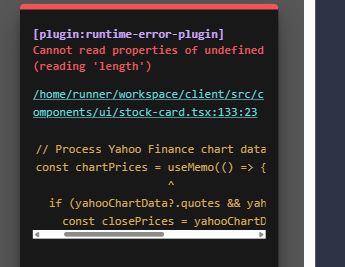 [plugin:runtime-error-plugin]
Cannot read properties of undefined
(reading 'length')
/home/runner/workspace/client/src/c
omponents/ui/stock-card.tsx:133:23
// Process Yahoo Finance chart data
const chartPrices = useMemo(() => {
^
if (yahooChartData?.quotes && yah
const closePrices = yahooChartD